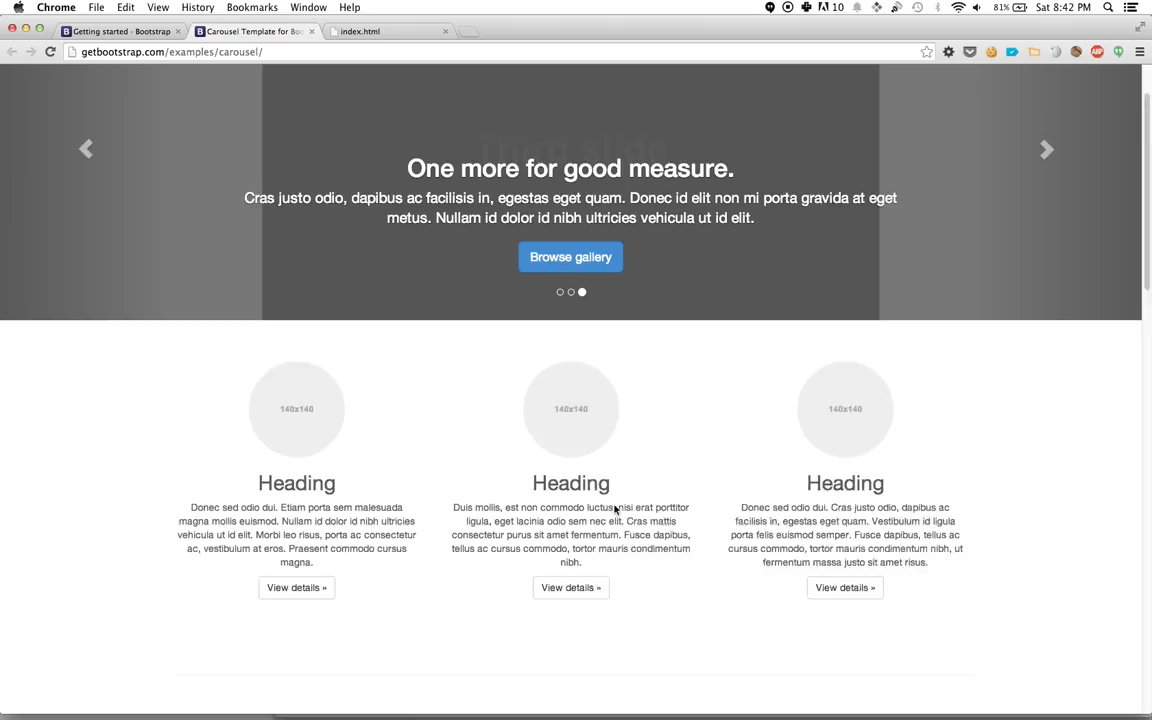 Chrome File Edit View History Bookmarks Window Help 10 81% Sat 8:42 PM
Getting started - Bootstrap Carousel Template for Boo index.html
getbootstrap.com/examples/carousel/
Third slide
One more for good measure.
Cras justo odio, dapibus ac facilisis in, egestas eget quam. Donec id elit non mi porta gravida at eget
metus. Nullam id dolor id nibh ultricies vehicula ut id elit.
Browse gallery
140x140 140x140 140x140
Heading
Donec sed odio dui. Etiam porta sem malesuada
magna mollis euismod. Nullam id dolor id nibh ultricies
vehicula ut id elit. Morbi leo risus, porta ac consectetur
ac, vestibulum at eros. Praesent commodo cursus
magna.
View details »
Heading
Duis mollis, est non commodo luctus, nisi erat porttitor
ligula, eget lacinia odio sem nec elit. Cras mattis
consectetur purus sit amet fermentum. Fusce dapibus,
tellus ac cursus commodo, tortor mauris condimentum
nibh.
View details »
Heading
Donec sed odio dui. Cras justo odio, dapibus ac
facilisis in, egestas eget quam. Vestibulum id ligula
porta felis euismod semper. Fusce dapibus, tellus ac
cursus commodo, tortor mauris condimentum nibh, ut
fermentum massa justo sit amet risus.
View details »